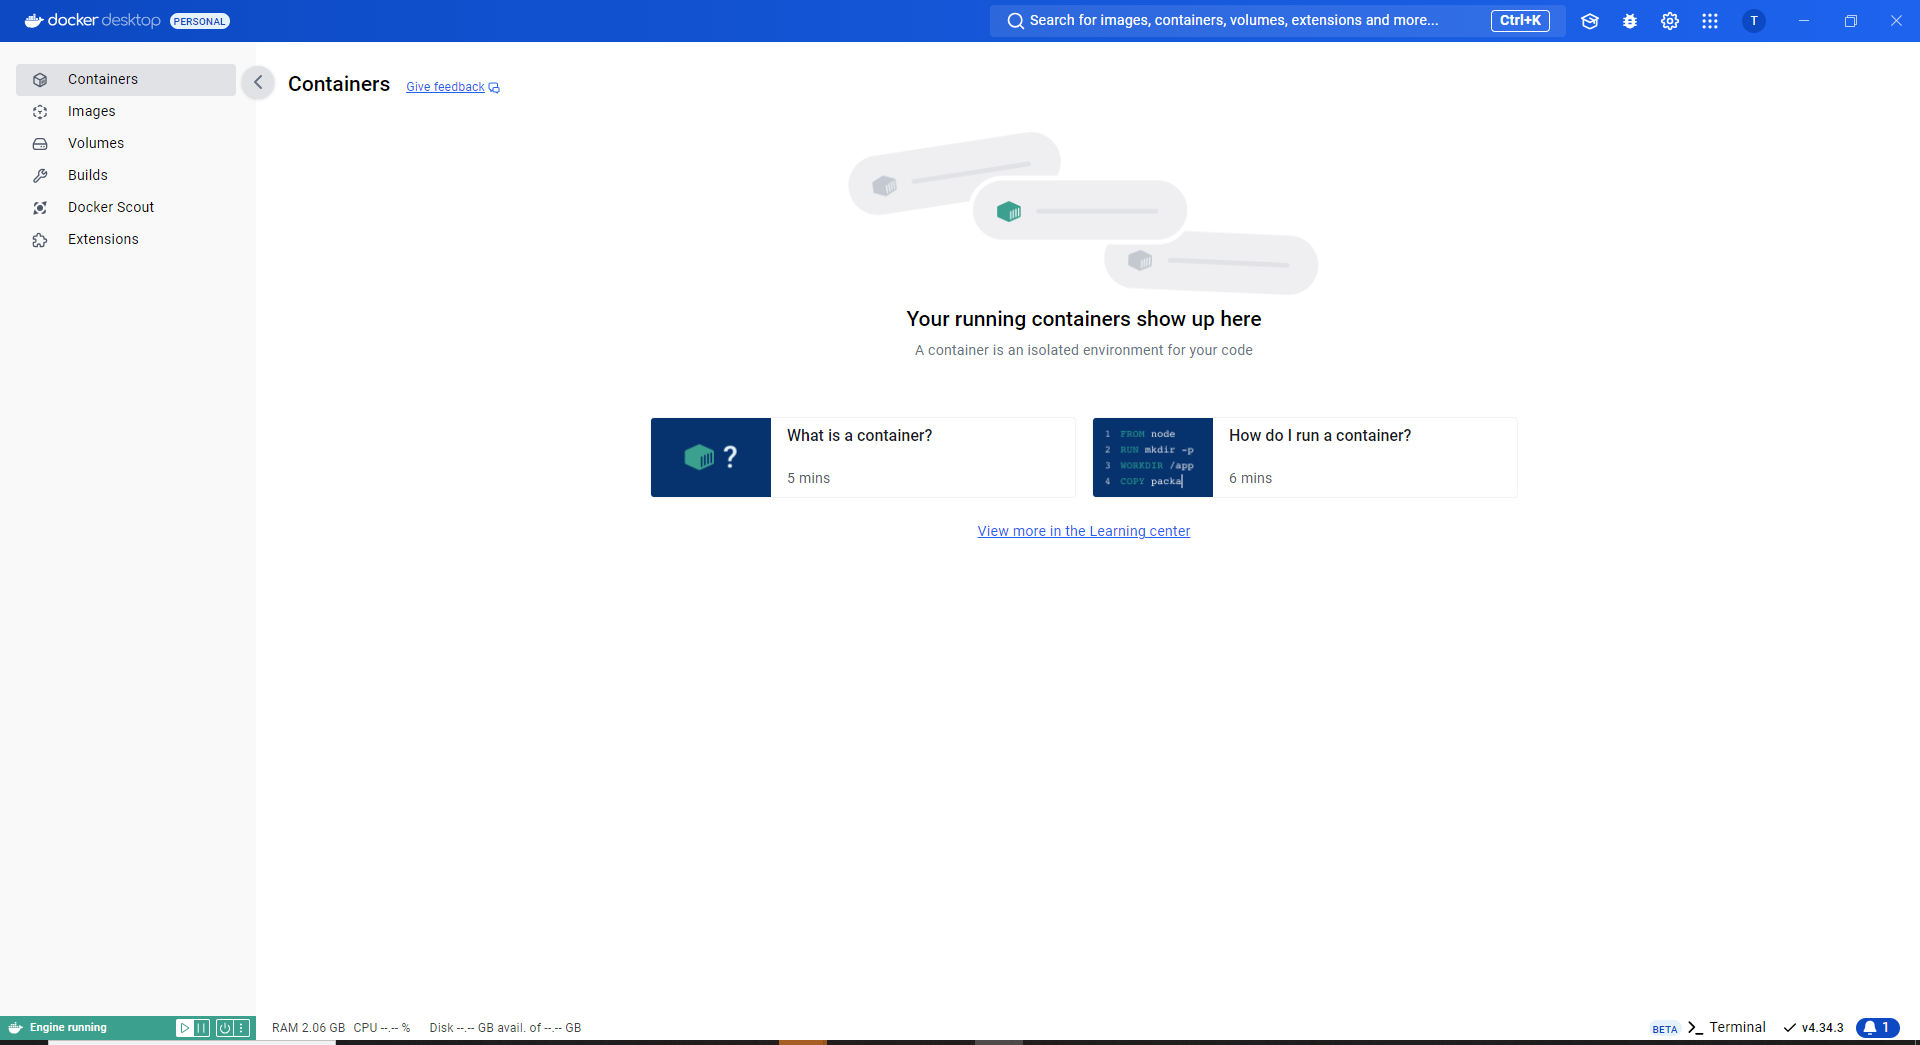 docker desktop PERSONAL
Search for images, containers, volumes, extensions and more... Ctrl+K
T
Containers
Images
Volumes
Builds
Docker Scout
Extensions
Containers Give feedback
Your running containers show up here
A container is an isolated environment for your code
?
What is a container?
5 mins
1 FROM node
2 RUN mkdir -p
3 WORKDIR /app
4 COPY packa
How do I run a container?
6 mins
View more in the Learning center
Engine running
RAM 2.06 GB CPU --.-- % Disk --.-- GB avail. of --.-- GB
BETA >_ Terminal v4.34.3 1